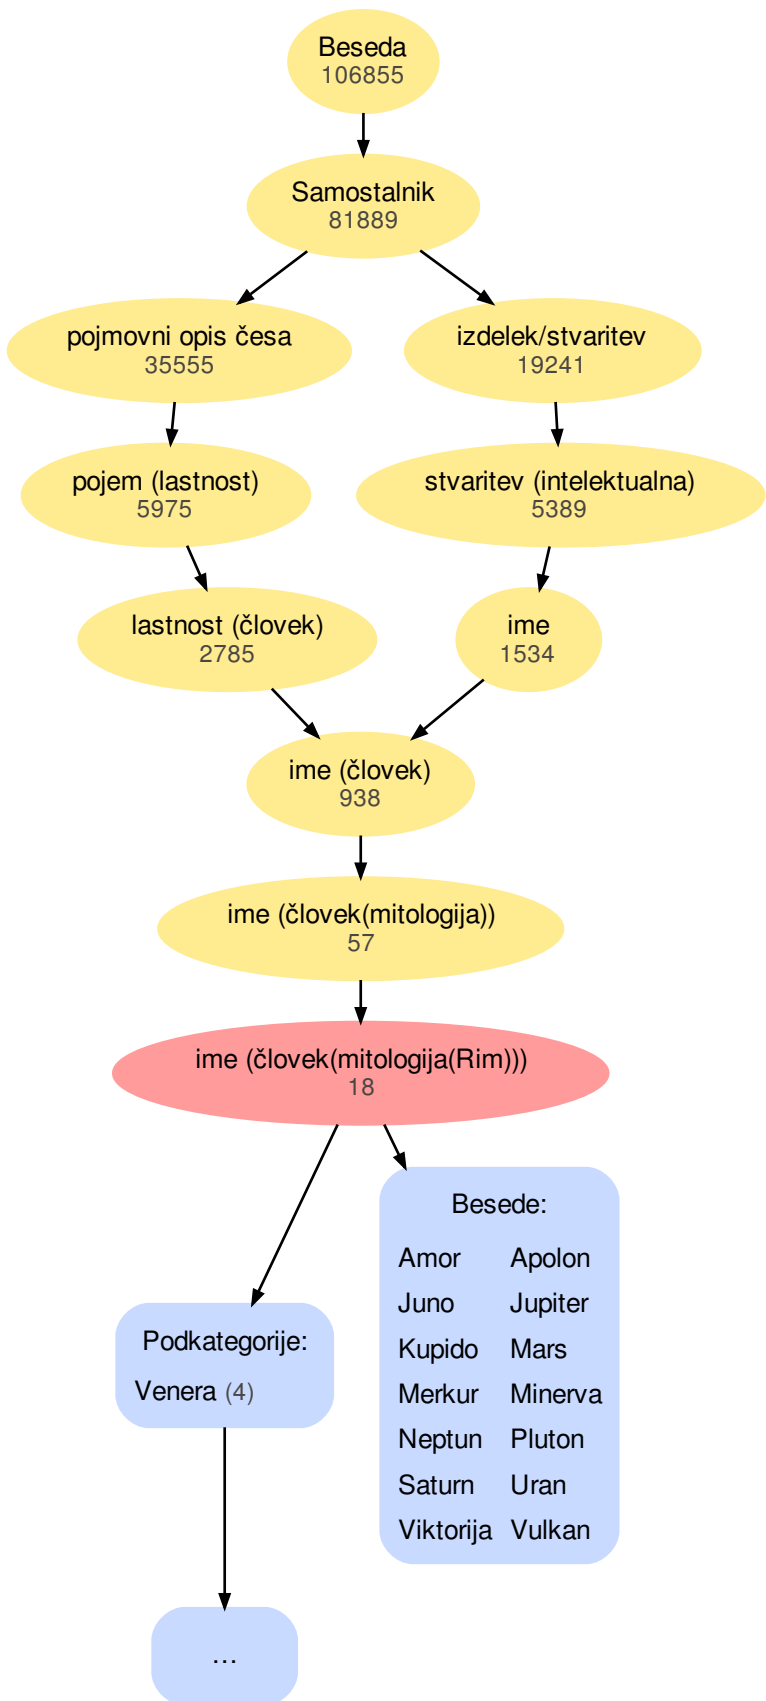 Beseda
106855
Samostalnik
81889
pojmovni opis česa
35555
izdelek/stvaritev
19241
pojem (lastnost)
5975
stvaritev (intelektualna)
5389
lastnost (človek)
2785
ime
1534
ime (človek)
938
ime (človek(mitologija))
57
ime (človek(mitologija(Rim)))
18
Besede:
Amor Apolon
Juno Jupiter
Kupido Mars
Merkur Minerva
Neptun Pluton
Saturn Uran
Viktorija Vulkan
Podkategorije:
Venera (4)
...